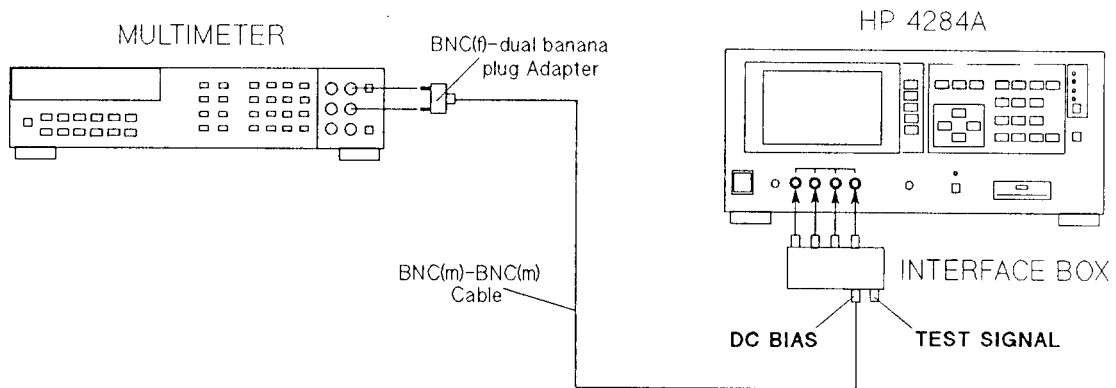 MULTIMETER
BNC(f)-dual banana
plug Adapter
HP 4284A
BNC(m)-BNC(m)
Cable
INTERFACE BOX
DC BIAS
TEST SIGNAL